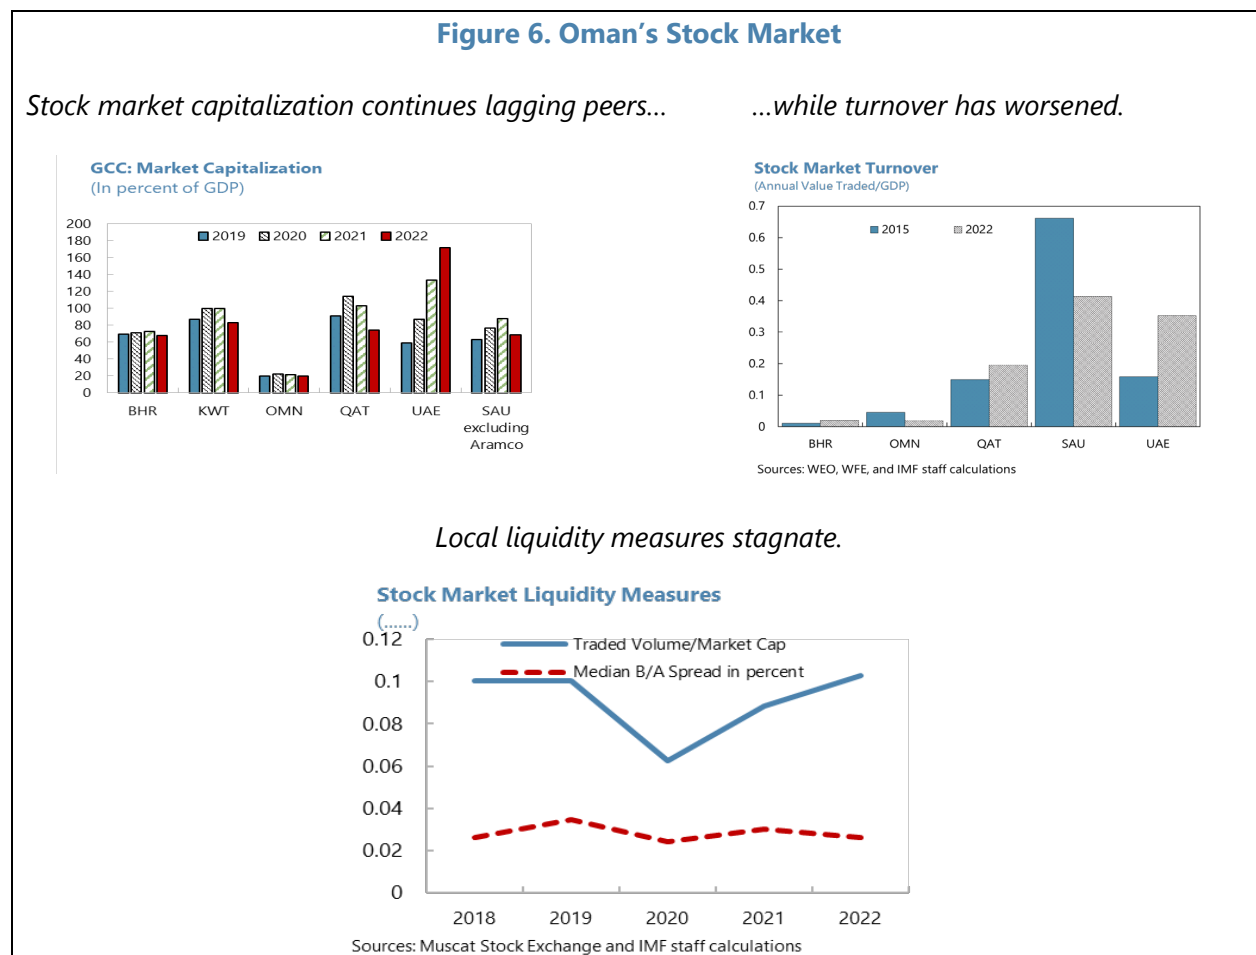 Figure 6. Oman’s Stock Market
Stock market capitalization continues lagging peers…
…while turnover has worsened.
GCC: Market Capitalization
(In percent of GDP)
200
180
160
140
120
100
80
60
40
20
0
2019 2020 2021 2022
BHR KWT OMN QAT UAE SAU
excluding
Aramco
Stock Market Turnover
(Annual Value Traded/GDP)
0.7
0.6
0.5
0.4
0.3
0.2
0.1
0
2015 2022
BHR OMN QAT SAU UAE
Sources: WEO, WFE, and IMF staff calculations
Local liquidity measures stagnate.
Stock Market Liquidity Measures
(......)
0.12
0.1
0.08
0.06
0.04
0.02
0
Traded Volume/Market Cap
Median B/A Spread in percent
2018 2019 2020 2021 2022
Sources: Muscat Stock Exchange and IMF staff calculations